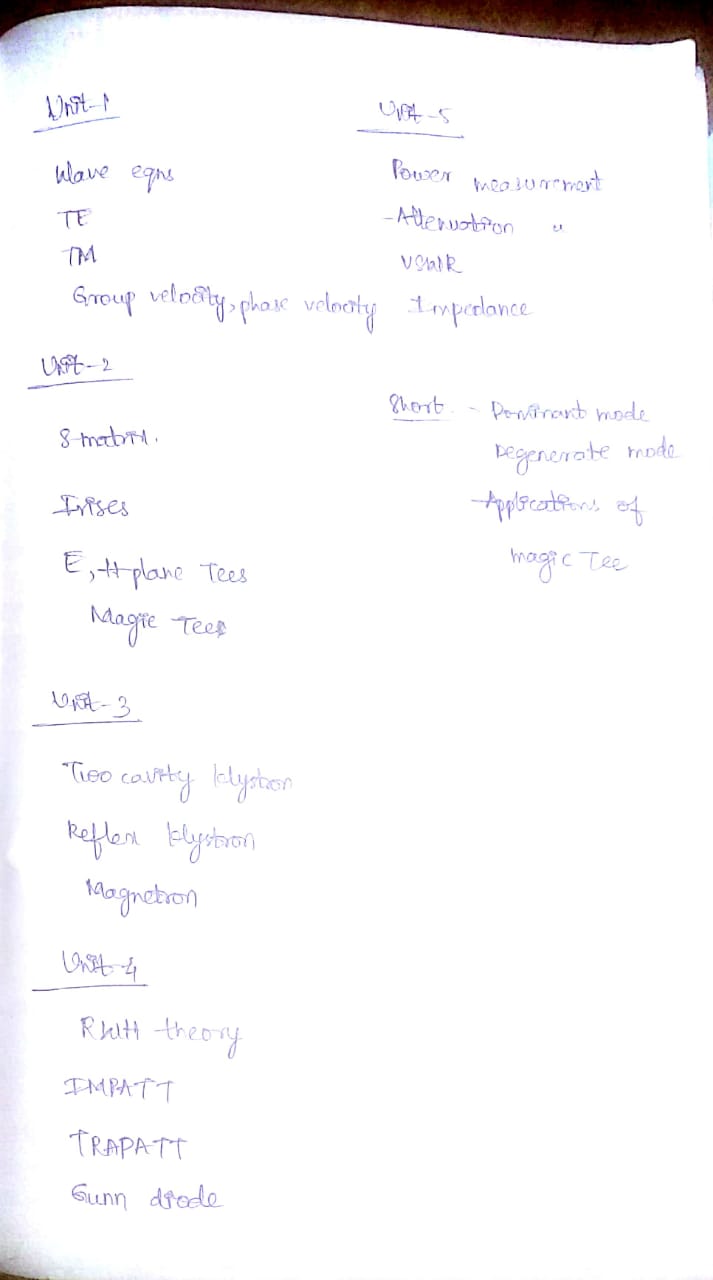 Unit-1
Wave eqns
TE
TM
Group velocity, phase velocity
Unit-2
S-matrix.
Irises
E, H-plane Tees
Magic Tees
Unit-3
Two cavity klystron
Reflex klystron
Magnetron
Unit-4
RWH theory
IMPATT
TRAPATT
Gunn diode
Unit-5
Power measurement
-Attenuation "
VSWR
Impedance
Short - Dominant mode
Degenerate mode
Applications of
magic Tee